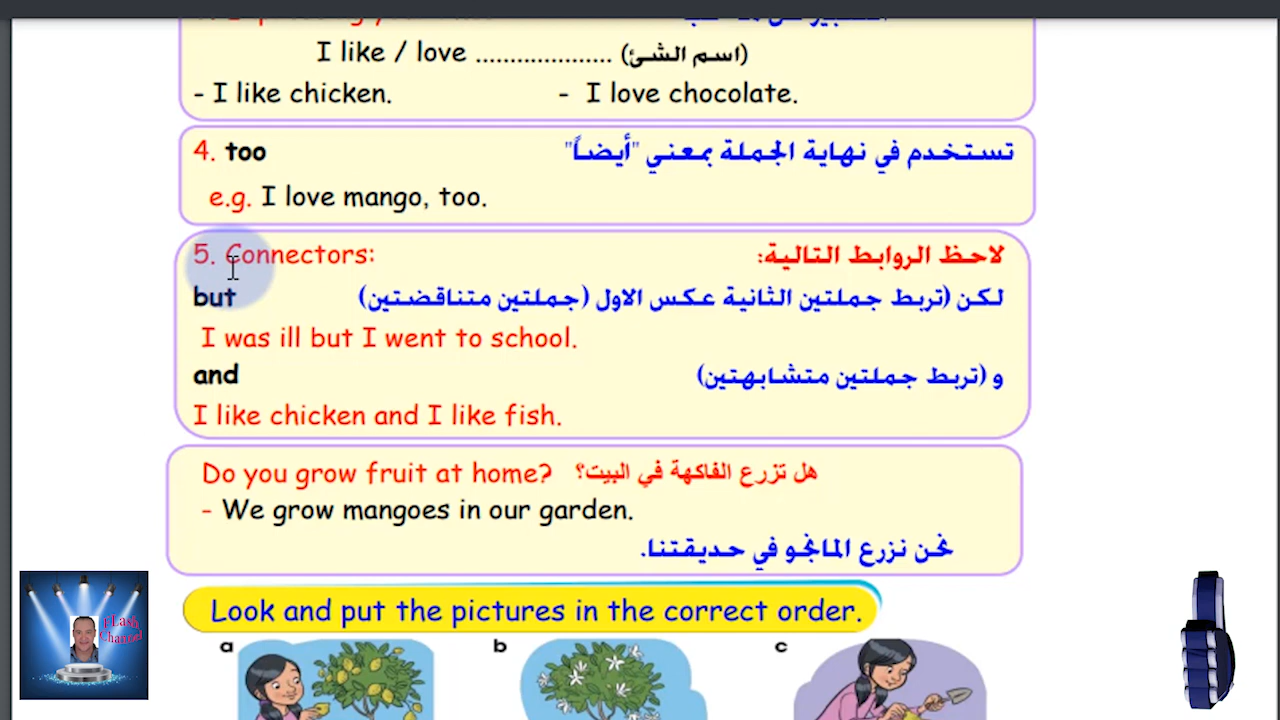 I like / love .................... (اسم الشئ)
- I like chicken. - I love chocolate.
4. too تستخدم في نهاية الجملة بمعني "أيضاً"
e.g. I love mango, too.
5. Connectors: لاحظ الروابط التالية:
but لكن (تربط جملتين الثانية عكس الاول (جملتين متناقضتين)
I was ill but I went to school.
and و (تربط جملتين متشابهتين)
I like chicken and I like fish.
Do you grow fruit at home? هل تزرع الفاكهة في البيت؟
- We grow mangoes in our garden.
نحن نزرع المانجو في حديقتنا.
Look and put the pictures in the correct order.
a b c
fLash
Channel